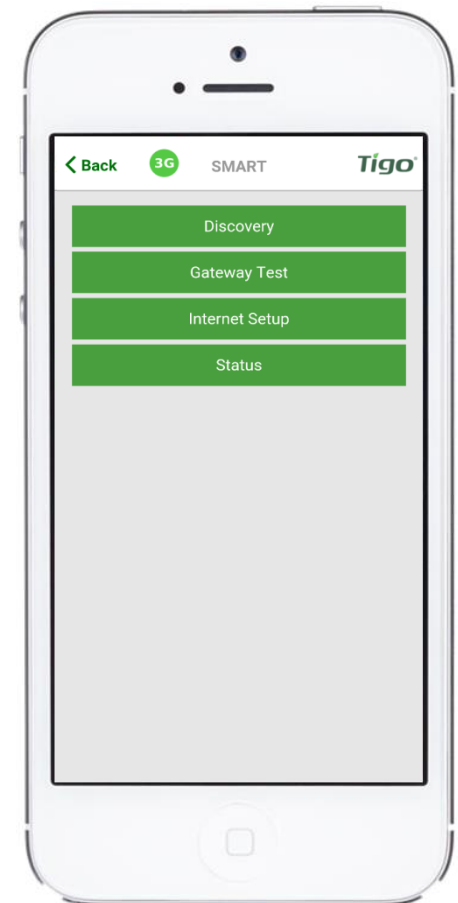 Back 3G SMART Tigo
Discovery
Gateway Test
Internet Setup
Status